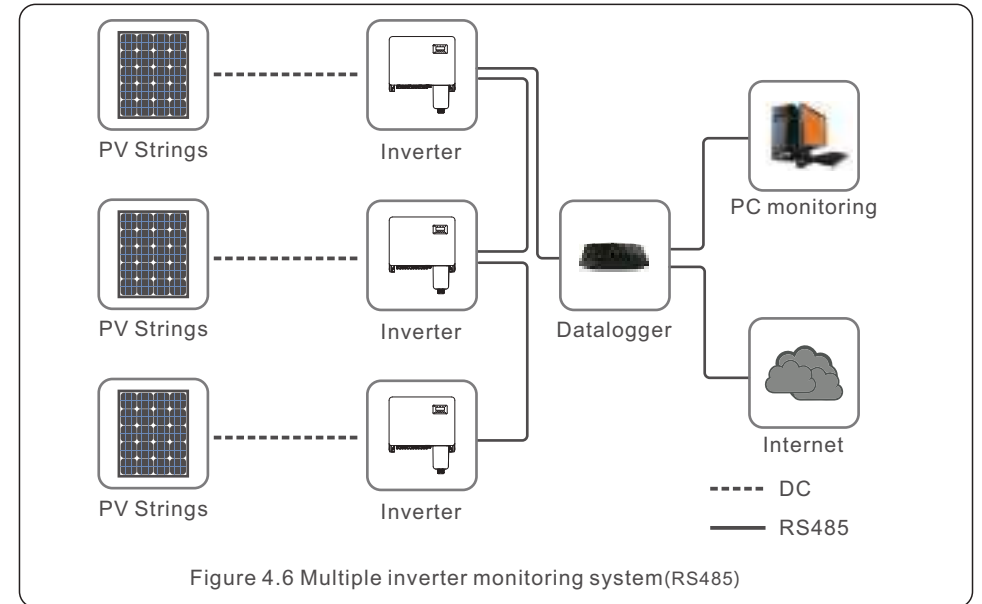 PV Strings
Inverter
PC monitoring
PV Strings
Inverter
Datalogger
Internet
PV Strings
Inverter
DC
RS485
Figure 4.6 Multiple inverter monitoring system(RS485)